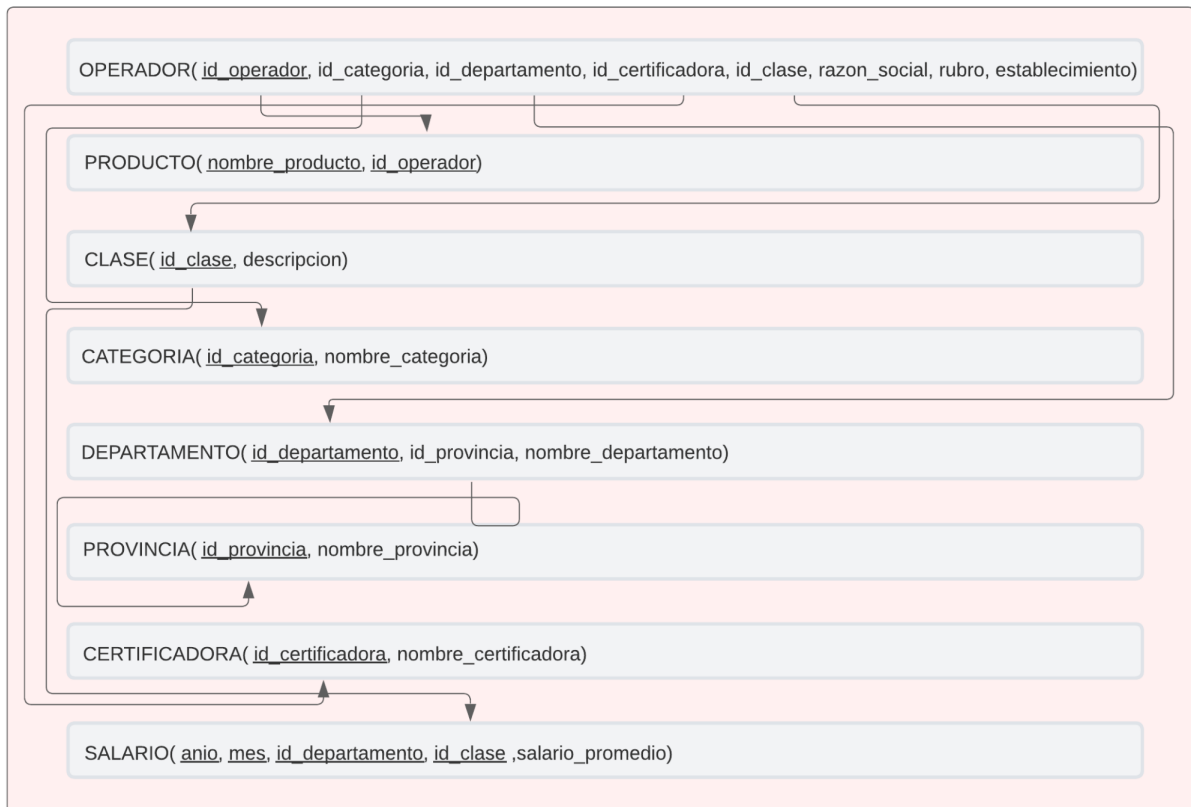 OPERADOR( id_operador, id_categoria, id_departamento, id_certificadora, id_clase, razon_social, rubro, establecimiento)
PRODUCTO( nombre_producto, id_operador)
CLASE( id_clase, descripcion)
CATEGORIA( id_categoria, nombre_categoria)
DEPARTAMENTO( id_departamento, id_provincia, nombre_departamento)
PROVINCIA( id_provincia, nombre_provincia)
CERTIFICADORA( id_certificadora, nombre_certificadora)
SALARIO( anio, mes, id_departamento, id_clase ,salario_promedio)